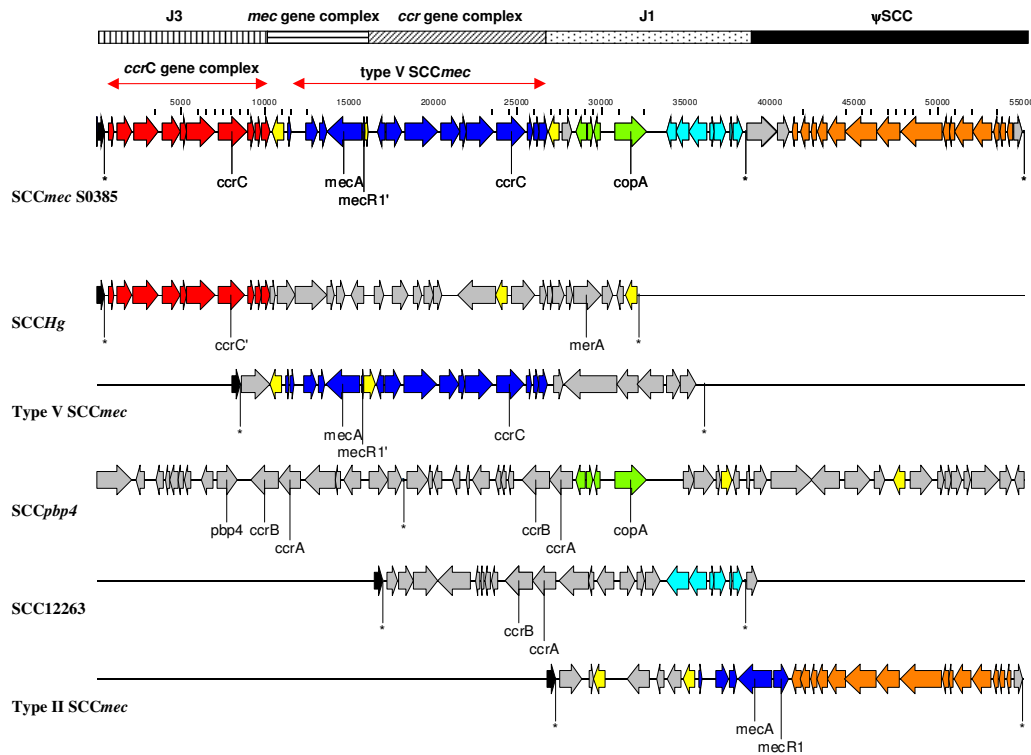 J3 mec gene complex ccr gene complex J1 ψSCC
ccrC gene complex type V SCCmec
5000 10000 15000 20000 25000 30000 35000 40000 45000 50000 55000
* ccrC mecA ccrC copA * *
mecR1'
SCCmec S0385
SCCHg
* ccrC' merA *
Type V SCCmec
* mecA ccrC *
mecR1'
SCCpbp4
pbp4 ccrB * ccrB copA
ccrA ccrA
SCC12263
* ccrB *
ccrA
Type II SCCmec
* mecA *
mecR1